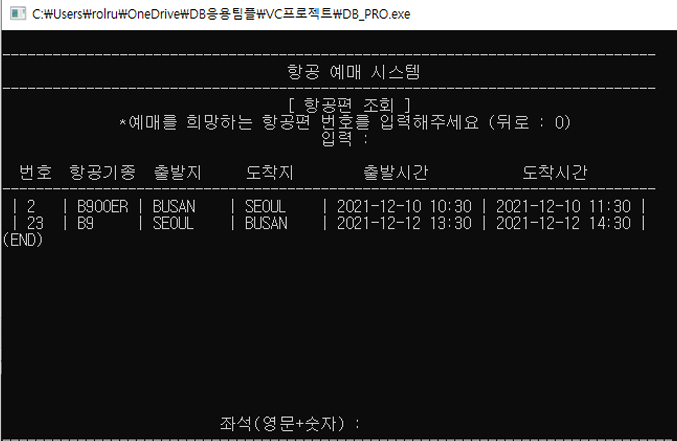 C:₩Users₩rolru₩OneDrive₩DB응용팀플₩VC프로젝트₩DB_PRO.exe
항공 예매 시스템
[ 항공편 조회 ]
*예매를 희망하는 항공편 번호를 입력해주세요 (뒤로 : 0)
입력 :
번호 항공기종 출발지 도착지 출발시간 도착시간
| 2 | B900ER | BUSAN | SEOUL | 2021-12-10 10:30 | 2021-12-10 11:30 |
| 23 | B9 | SEOUL | BUSAN | 2021-12-12 13:30 | 2021-12-12 14:30 |
(END)
좌석(영문+숫자) :